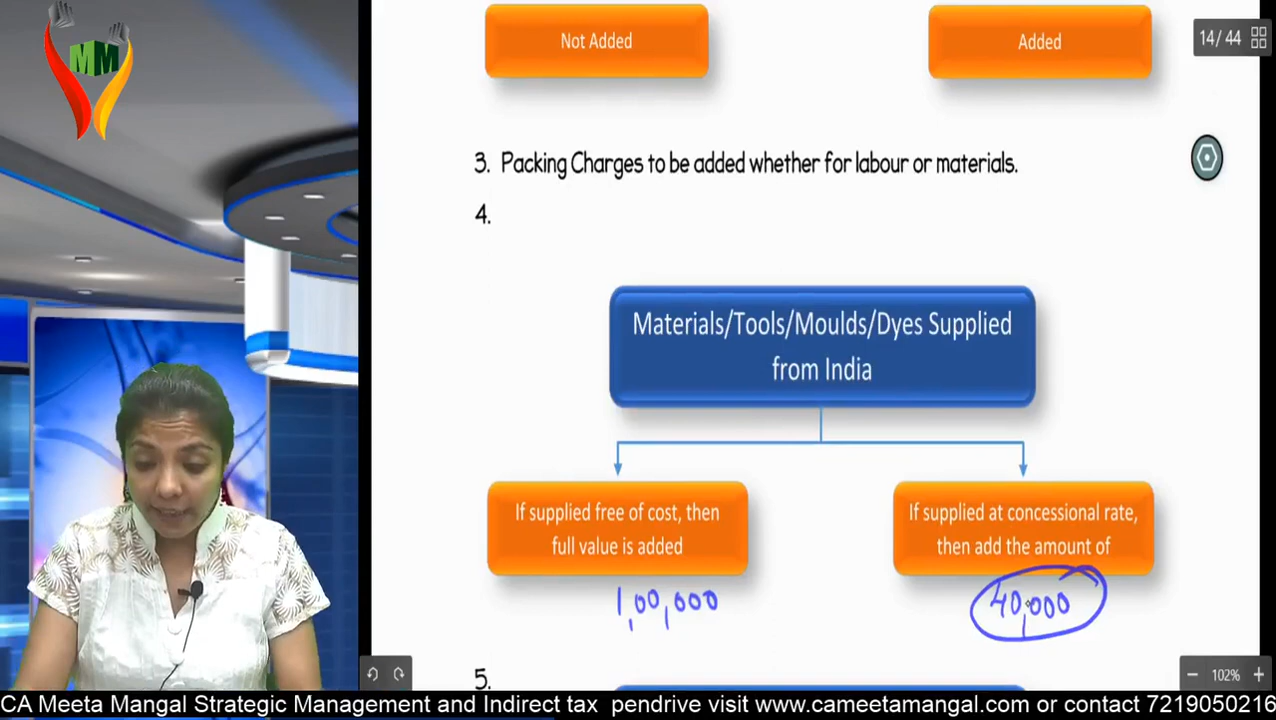 MM
Not Added
Added
14/44
3. Packing Charges to be added whether for labour or materials.
4.
Materials/Tools/Moulds/Dyes Supplied
from India
If supplied free of cost, then
full value is added
If supplied at concessional rate,
then add the amount of
1,00,000
40,000
5.
102%
CA Meeta Mangal Strategic Management and Indirect tax pendrive visit www.cameetamangal.com or contact 7219050216